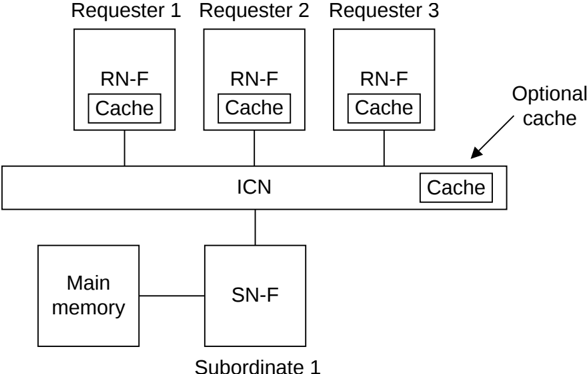 Requester 1 Requester 2 Requester 3
RN-F RN-F RN-F
Cache Cache Cache
Optional
cache
ICN Cache
Main
memory
SN-F
Subordinate 1